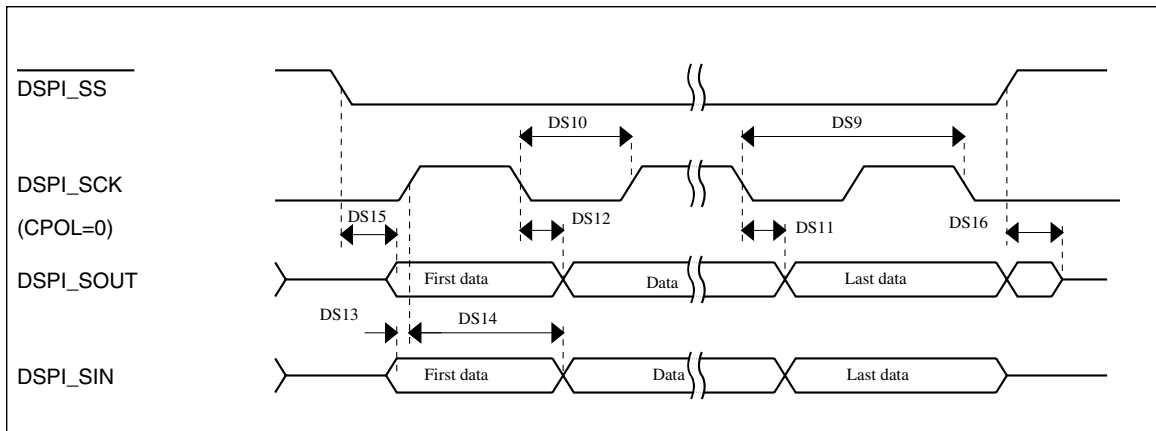 DSPI_SS
DS10
DS9
DSPI_SCK
(CPOL=0)
DS15
DS12
DS11
DS16
DSPI_SOUT
First data
Data
Last data
DS13
DS14
DSPI_SIN
First data
Data
Last data